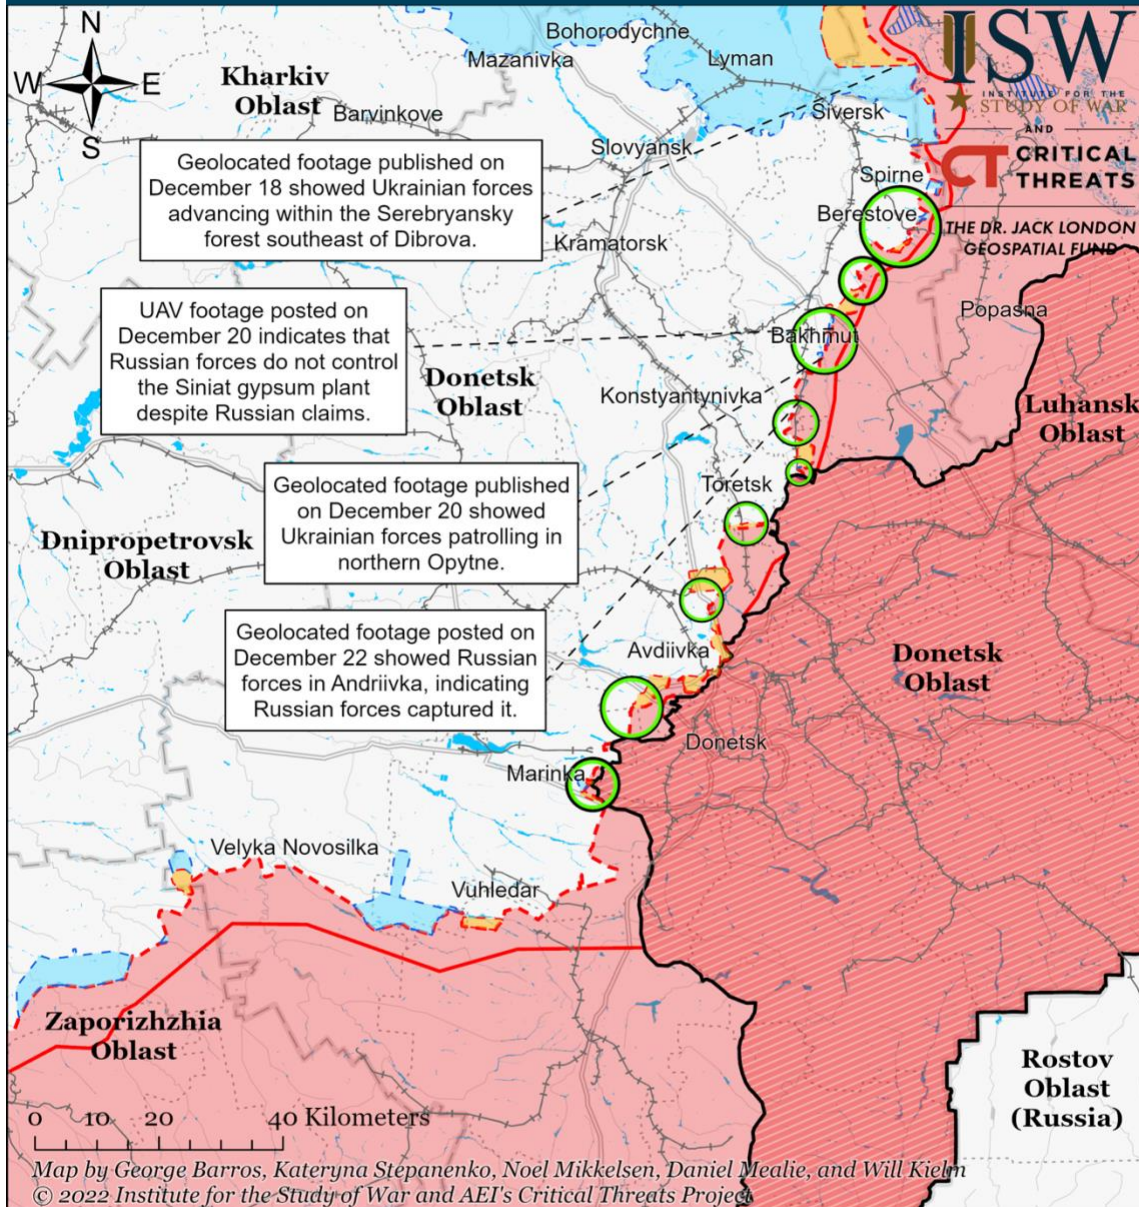 N
W E
S
Kharkiv
Oblast
Bohorodychne
Mazanivka
Lyman
Barvinkove
Siversk
Slovyansk
ISW
INSTITUTE FOR THE
STUDY OF WAR
AND
CT CRITICAL
THREATS
THE DR. JACK LONDON
GEOSPATIAL FUND
Geolocated footage published on
December 18 showed Ukrainian forces
advancing within the Serebryansky
forest southeast of Dibrova.
Spirne
Berestove
Kramatorsk
UAV footage posted on
December 20 indicates that
Russian forces do not control
the Siniat gypsum plant
despite Russian claims.
Popasna
Bakhmut
Donetsk
Oblast
Konstyantynivka
Luhansk
Oblast
Geolocated footage published
on December 20 showed
Ukrainian forces patrolling in
northern Opytne.
Toretsk
Dnipropetrovsk
Oblast
Geolocated footage posted on
December 22 showed Russian
forces in Andriivka, indicating
Russian forces captured it.
Avdiivka
Donetsk
Oblast
Donetsk
Marinka
Velyka Novosilka
Vuhledar
Zaporizhzhia
Oblast
Rostov
Oblast
(Russia)
0 10 20 40 Kilometers
Map by George Barros, Kateryna Stepanenko, Noel Mikkelsen, Daniel Mealie, and Will Kielm
© 2022 Institute for the Study of War and AEI's Critical Threats Project